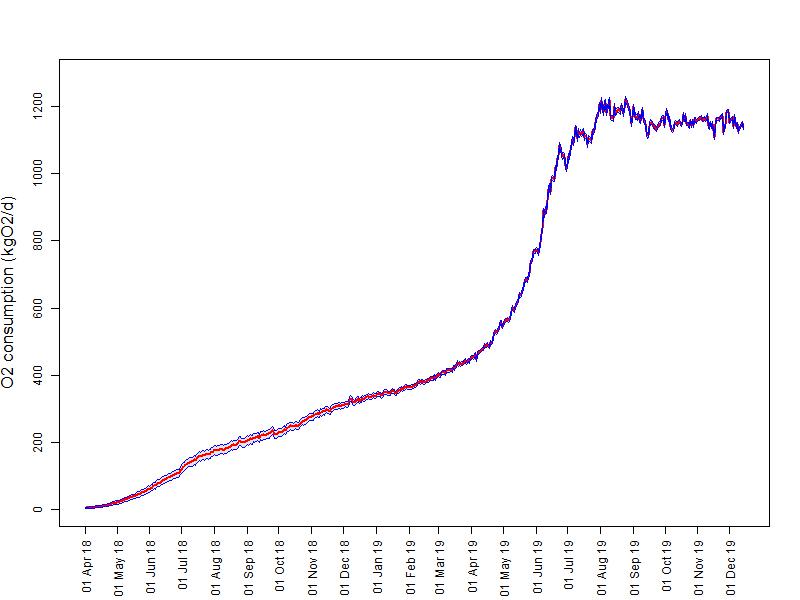 O2 consumption (kgO2/d)
1200
1000
800
600
400
200
0
01 Apr 18
01 May 18
01 Jun 18
01 Jul 18
01 Aug 18
01 Sep 18
01 Oct 18
01 Nov 18
01 Dec 18
01 Jan 19
01 Feb 19
01 Mar 19
01 Apr 19
01 May 19
01 Jun 19
01 Jul 19
01 Aug 19
01 Sep 19
01 Oct 19
01 Nov 19
01 Dec 19